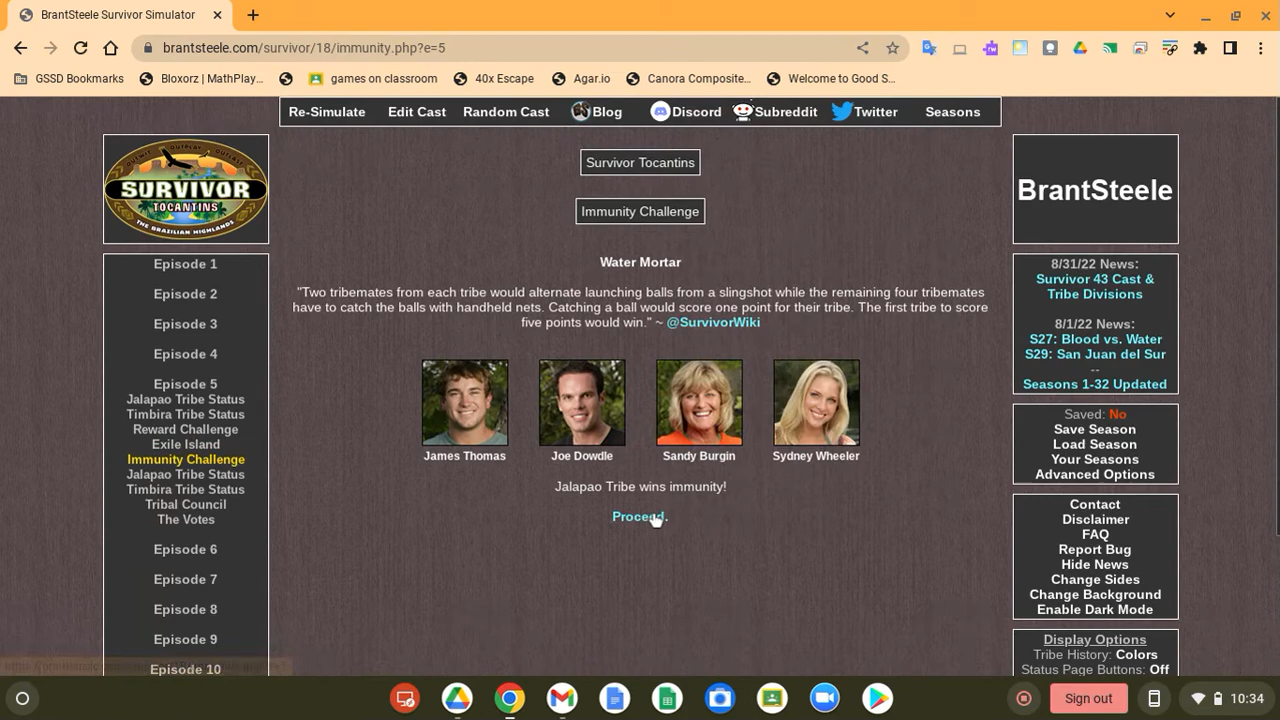 BrantSteele Survivor Simulator
brantsteele.com/survivor/18/immunity.php?e=5
GSSD Bookmarks
Bloxorz | MathPlay...
games on classroom
40x Escape
Agar.io
Canora Composite...
Welcome to Good S...
Re-Simulate
Edit Cast
Random Cast
Blog
Discord
Subreddit
Twitter
Seasons
OUTWIT OUTPLAY OUTLAST
SURVIVOR
TOCANTINS
THE BRAZILIAN HIGHLANDS
Episode 1
Episode 2
Episode 3
Episode 4
Episode 5
Jalapao Tribe Status
Timbira Tribe Status
Reward Challenge
Exile Island
Immunity Challenge
Jalapao Tribe Status
Timbira Tribe Status
Tribal Council
The Votes
Episode 6
Episode 7
Episode 8
Episode 9
Episode 10
Survivor Tocantins
Immunity Challenge
Water Mortar
"Two tribemates from each tribe would alternate launching balls from a slingshot while the remaining four tribemates
have to catch the balls with handheld nets. Catching a ball would score one point for their tribe. The first tribe to score
five points would win." ~ @SurvivorWiki
James Thomas
Joe Dowdle
Sandy Burgin
Sydney Wheeler
Jalapao Tribe wins immunity!
Proceed.
BrantSteele
8/31/22 News:
Survivor 43 Cast &
Tribe Divisions
8/1/22 News:
S27: Blood vs. Water
S29: San Juan del Sur
--
Seasons 1-32 Updated
Saved: No
Save Season
Load Season
Your Seasons
Advanced Options
Contact
Disclaimer
FAQ
Report Bug
Hide News
Change Sides
Change Background
Enable Dark Mode
Display Options
Tribe History: Colors
Status Page Buttons: Off
Sign out
10:34